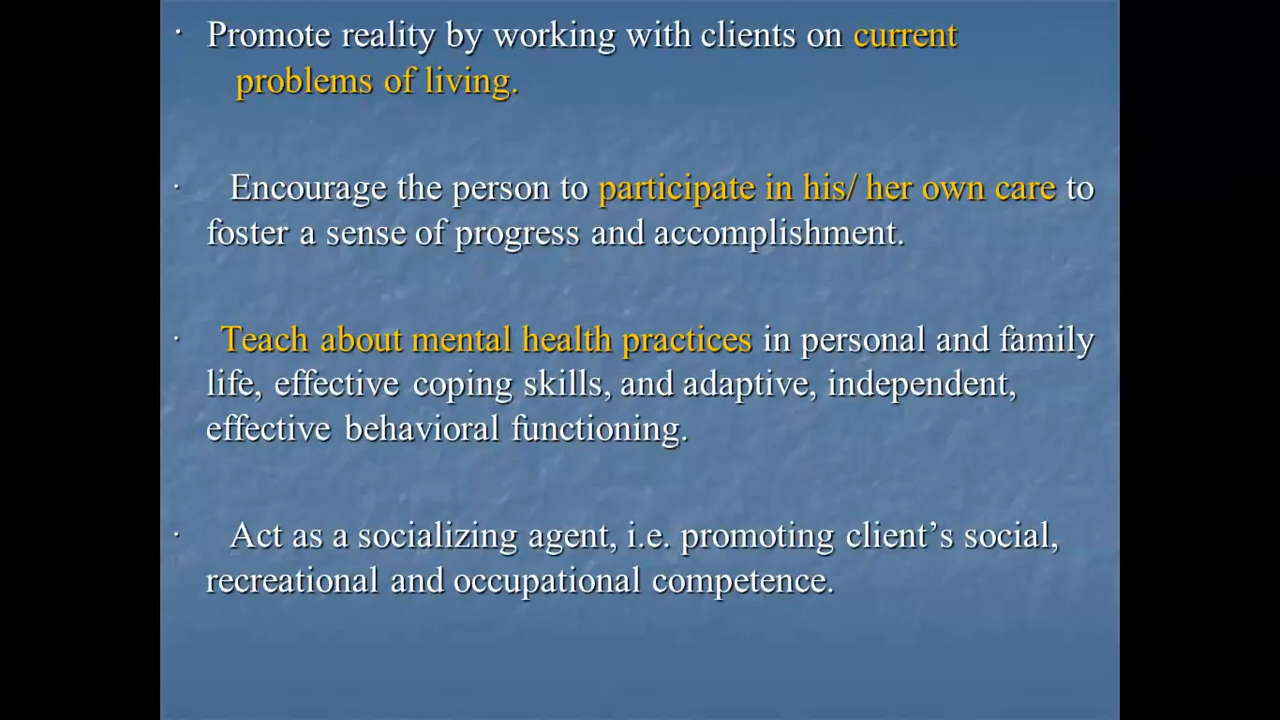 · Promote reality by working with clients on current
problems of living.
· Encourage the person to participate in his/ her own care to
foster a sense of progress and accomplishment.
· Teach about mental health practices in personal and family
life, effective coping skills, and adaptive, independent,
effective behavioral functioning.
· Act as a socializing agent, i.e. promoting client’s social,
recreational and occupational competence.